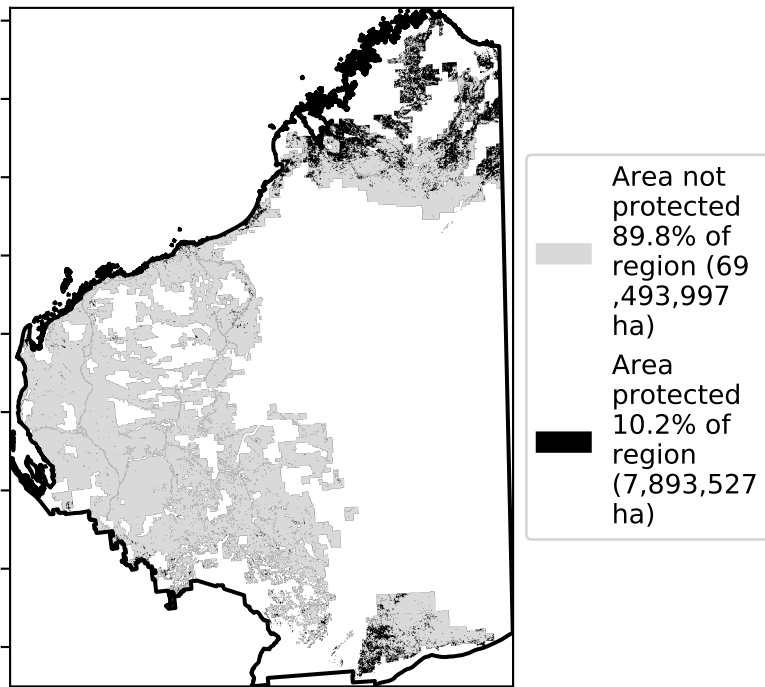 Area not
protected
89.8% of
region (69
,493,997
ha)
Area
protected
10.2% of
region
(7,893,527
ha)